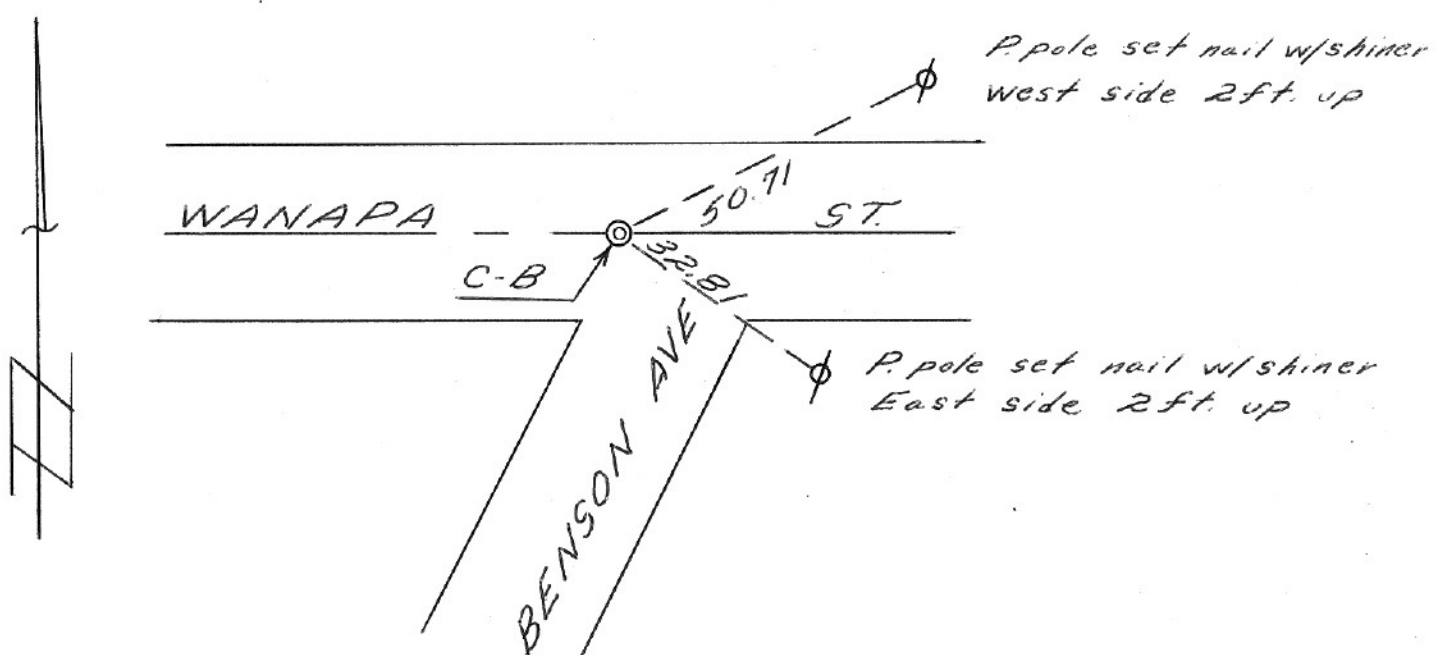 P. pole set nail w/shiner
west side 2ft. up
50.71
WANAPA ST.
32.81
C-B
P. pole set nail w/shiner
East side 2ft. up
BENSON AVE